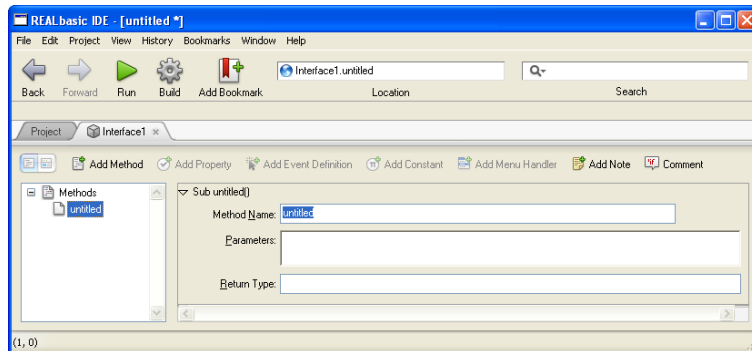 REALbasic IDE - [untitled *]
File Edit Project View History Bookmarks Window Help
Interface1.untitled
Back Forward Run Build Add Bookmark Location Search
Project Interface1 ×
Add Method Add Property Add Event Definition Add Constant Add Menu Handler Add Note Comment
Methods
untitled
Sub untitled()
Method Name: untitled
Parameters:
Return Type:
(1, 0)